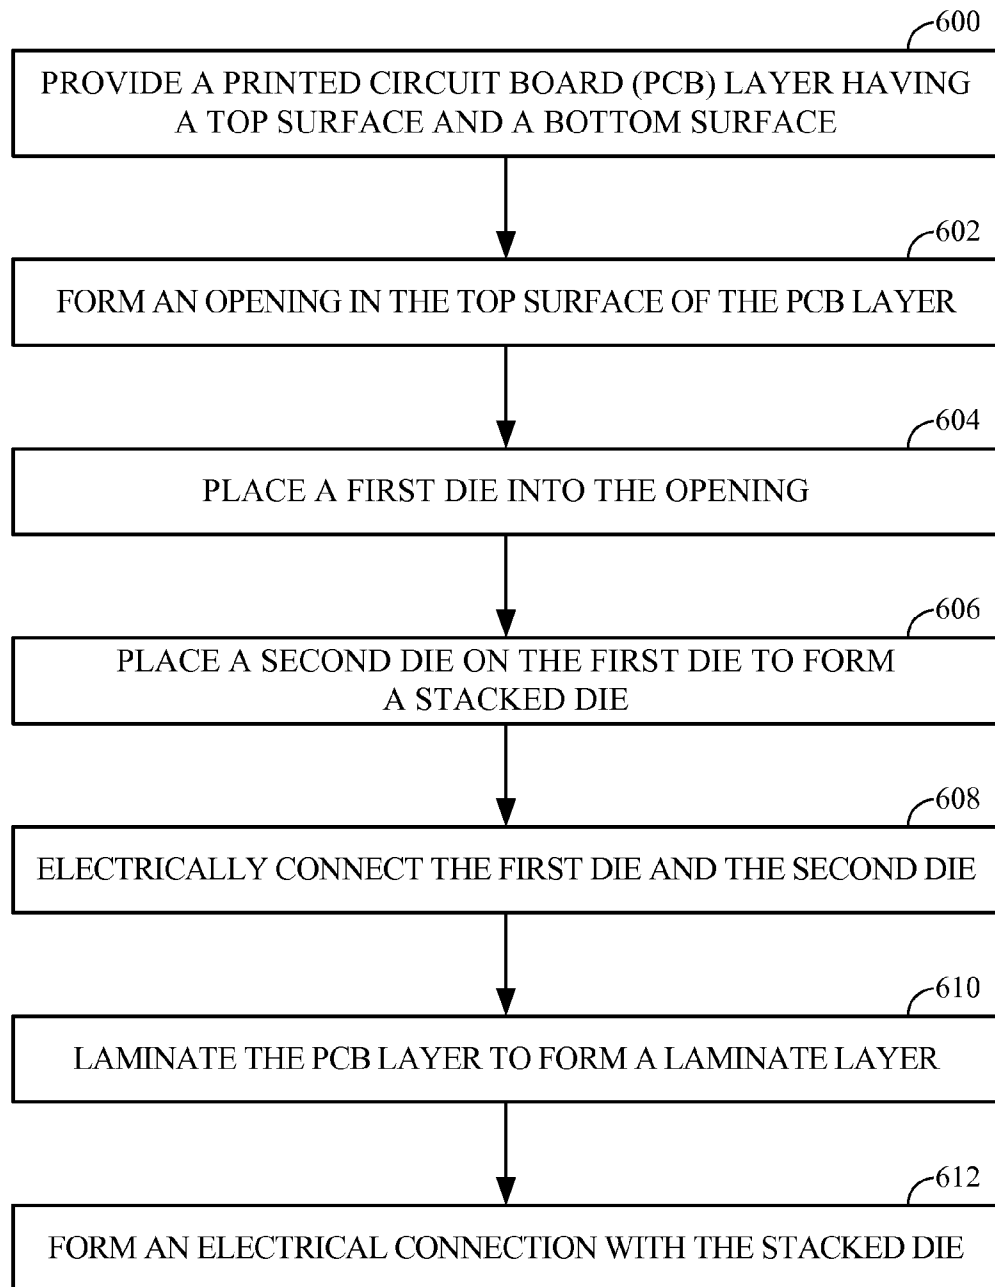 600
PROVIDE A PRINTED CIRCUIT BOARD (PCB) LAYER HAVING
A TOP SURFACE AND A BOTTOM SURFACE
602
FORM AN OPENING IN THE TOP SURFACE OF THE PCB LAYER
604
PLACE A FIRST DIE INTO THE OPENING
606
PLACE A SECOND DIE ON THE FIRST DIE TO FORM
A STACKED DIE
608
ELECTRICALLY CONNECT THE FIRST DIE AND THE SECOND DIE
610
LAMINATE THE PCB LAYER TO FORM A LAMINATE LAYER
612
FORM AN ELECTRICAL CONNECTION WITH THE STACKED DIE